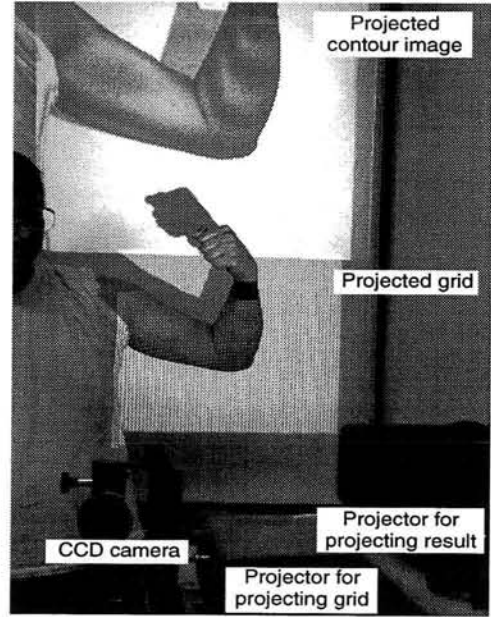 Projected
contour image
Projected grid
Projector for
projecting result
CCD camera
Projector for
projecting grid